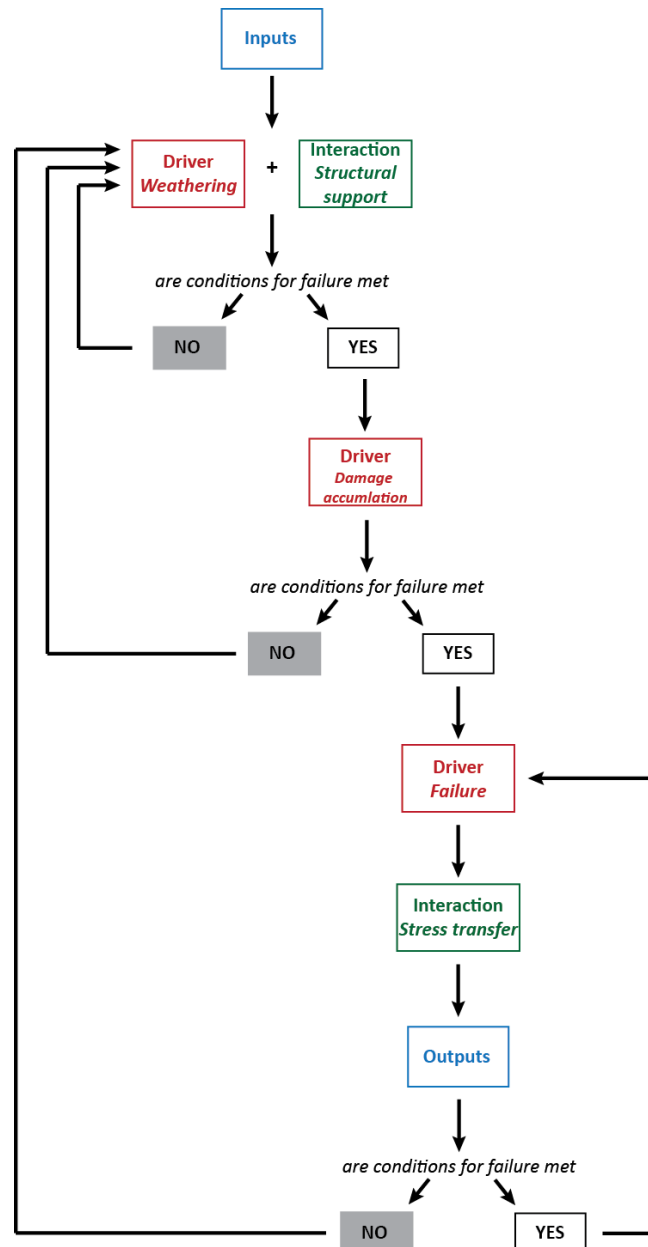 Inputs
Driver
Weathering
+
Interaction
Structural
support
are conditions for failure met
NO
YES
Driver
Damage
accumlation
are conditions for failure met
NO
YES
Driver
Failure
Interaction
Stress transfer
Outputs
are conditions for failure met
NO
YES